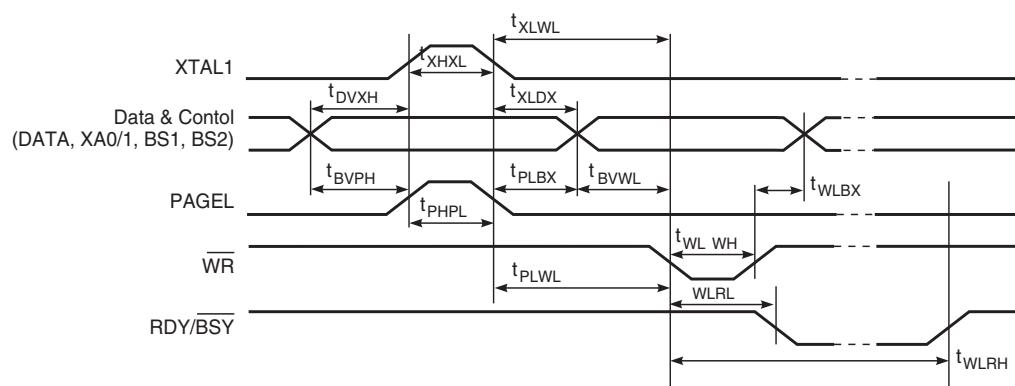 tXLWL
XTAL1
tXHXL
tDVXH
tXLDX
Data & Contol
(DATA, XA0/1, BS1, BS2)
tBVPH
tPLBX
tBVWL
tWLBX
PAGEL
tPHPL
WR
tWL WH
tPLWL
WLRL
RDY/BSY
tWLRH